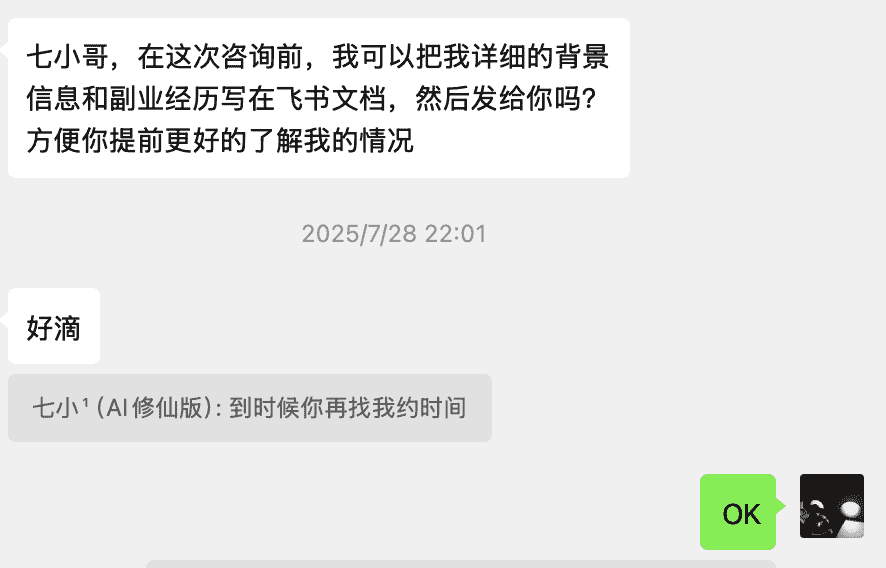 七小哥，在这次咨询前，我可以把我详细的背景
信息和副业经历写在飞书文档，然后发给你吗？
方便你提前更好的了解我的情况
2025/7/28 22:01
好滴
七小¹（AI修仙版）：到时候你再找我约时间
OK